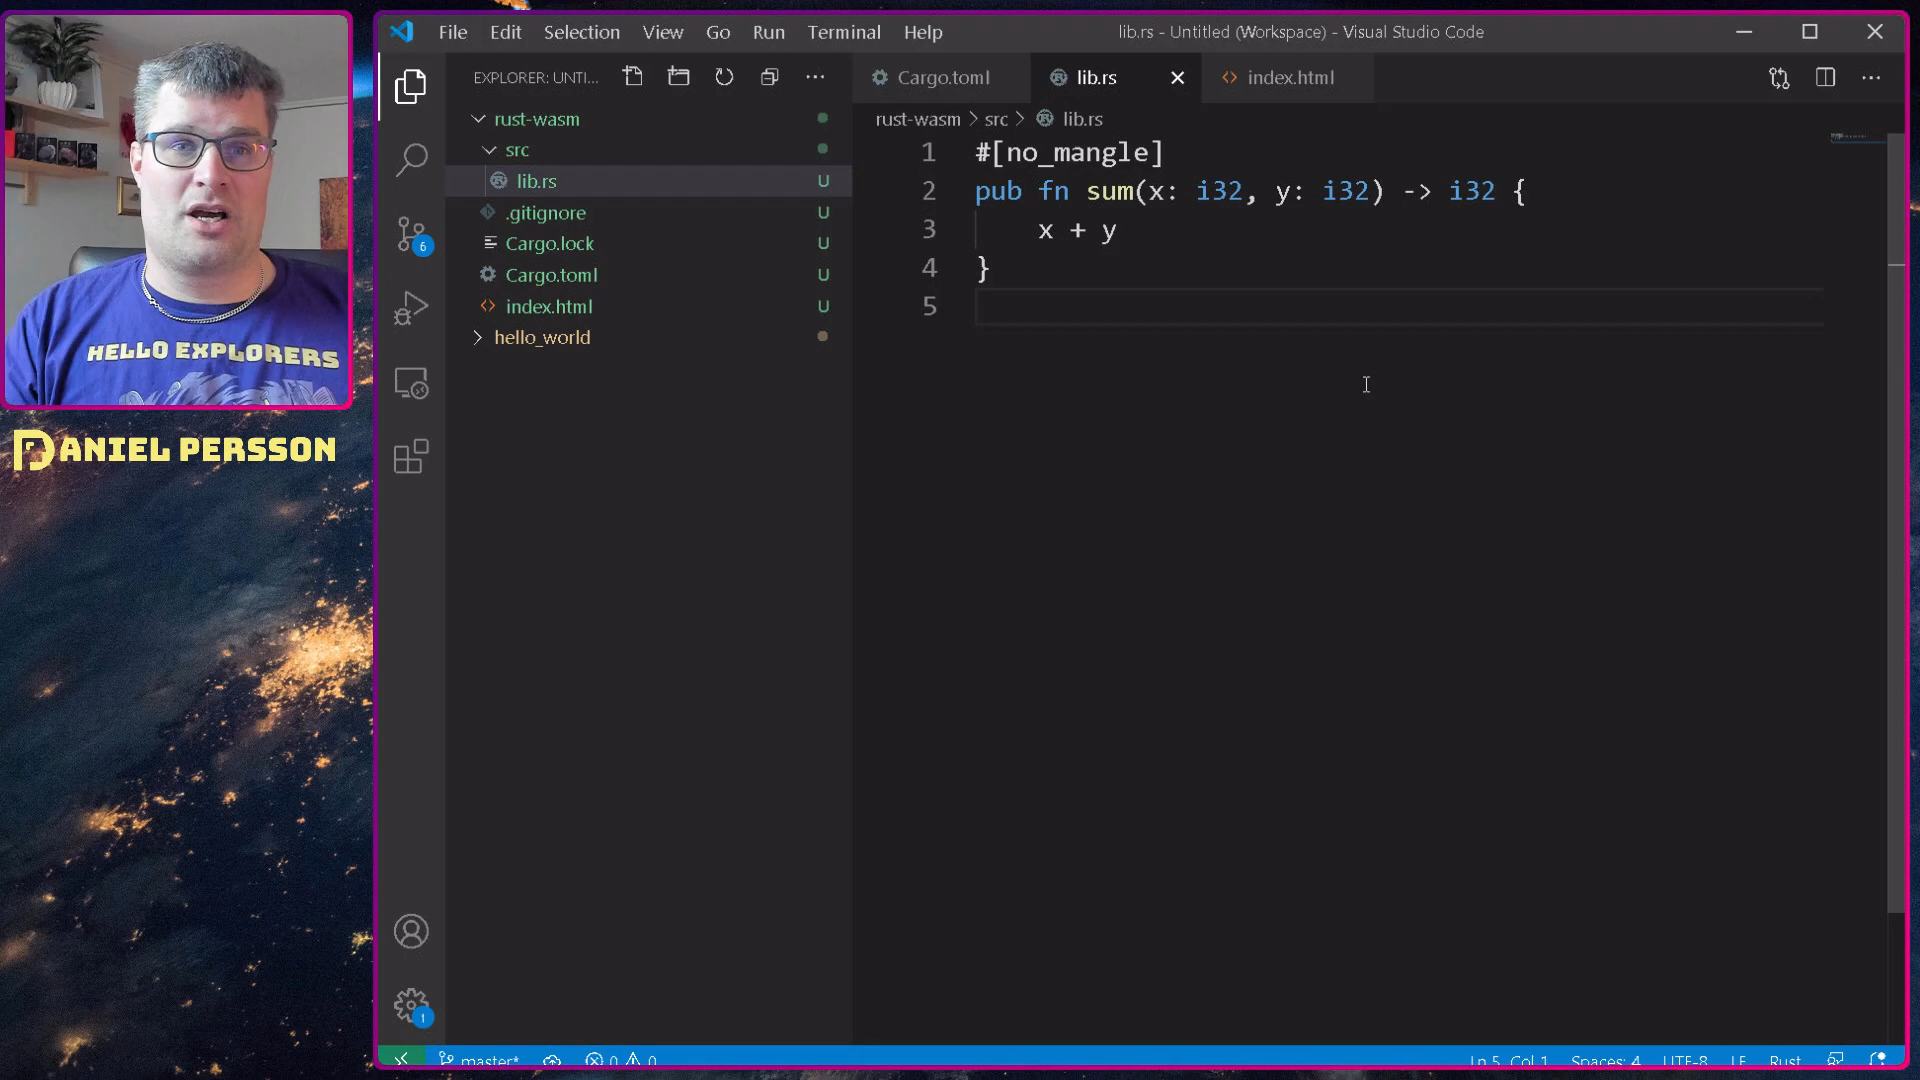 File Edit Selection View Go Run Terminal Help
lib.rs - Untitled (Workspace) - Visual Studio Code
EXPLORER: UNTI...
Cargo.toml
lib.rs
index.html
rust-wasm
src
lib.rs U
.gitignore U
Cargo.lock U
Cargo.toml U
index.html U
hello_world
rust-wasm > src > lib.rs
1 #[no_mangle]
2 pub fn sum(x: i32, y: i32) -> i32 {
3 x + y
4 }
5
6
1
HELLO EXPLORERS
DANIEL PERSSON
master* 0 0
Ln 5, Col 1 Spaces: 4 UTF-8 LF Rust